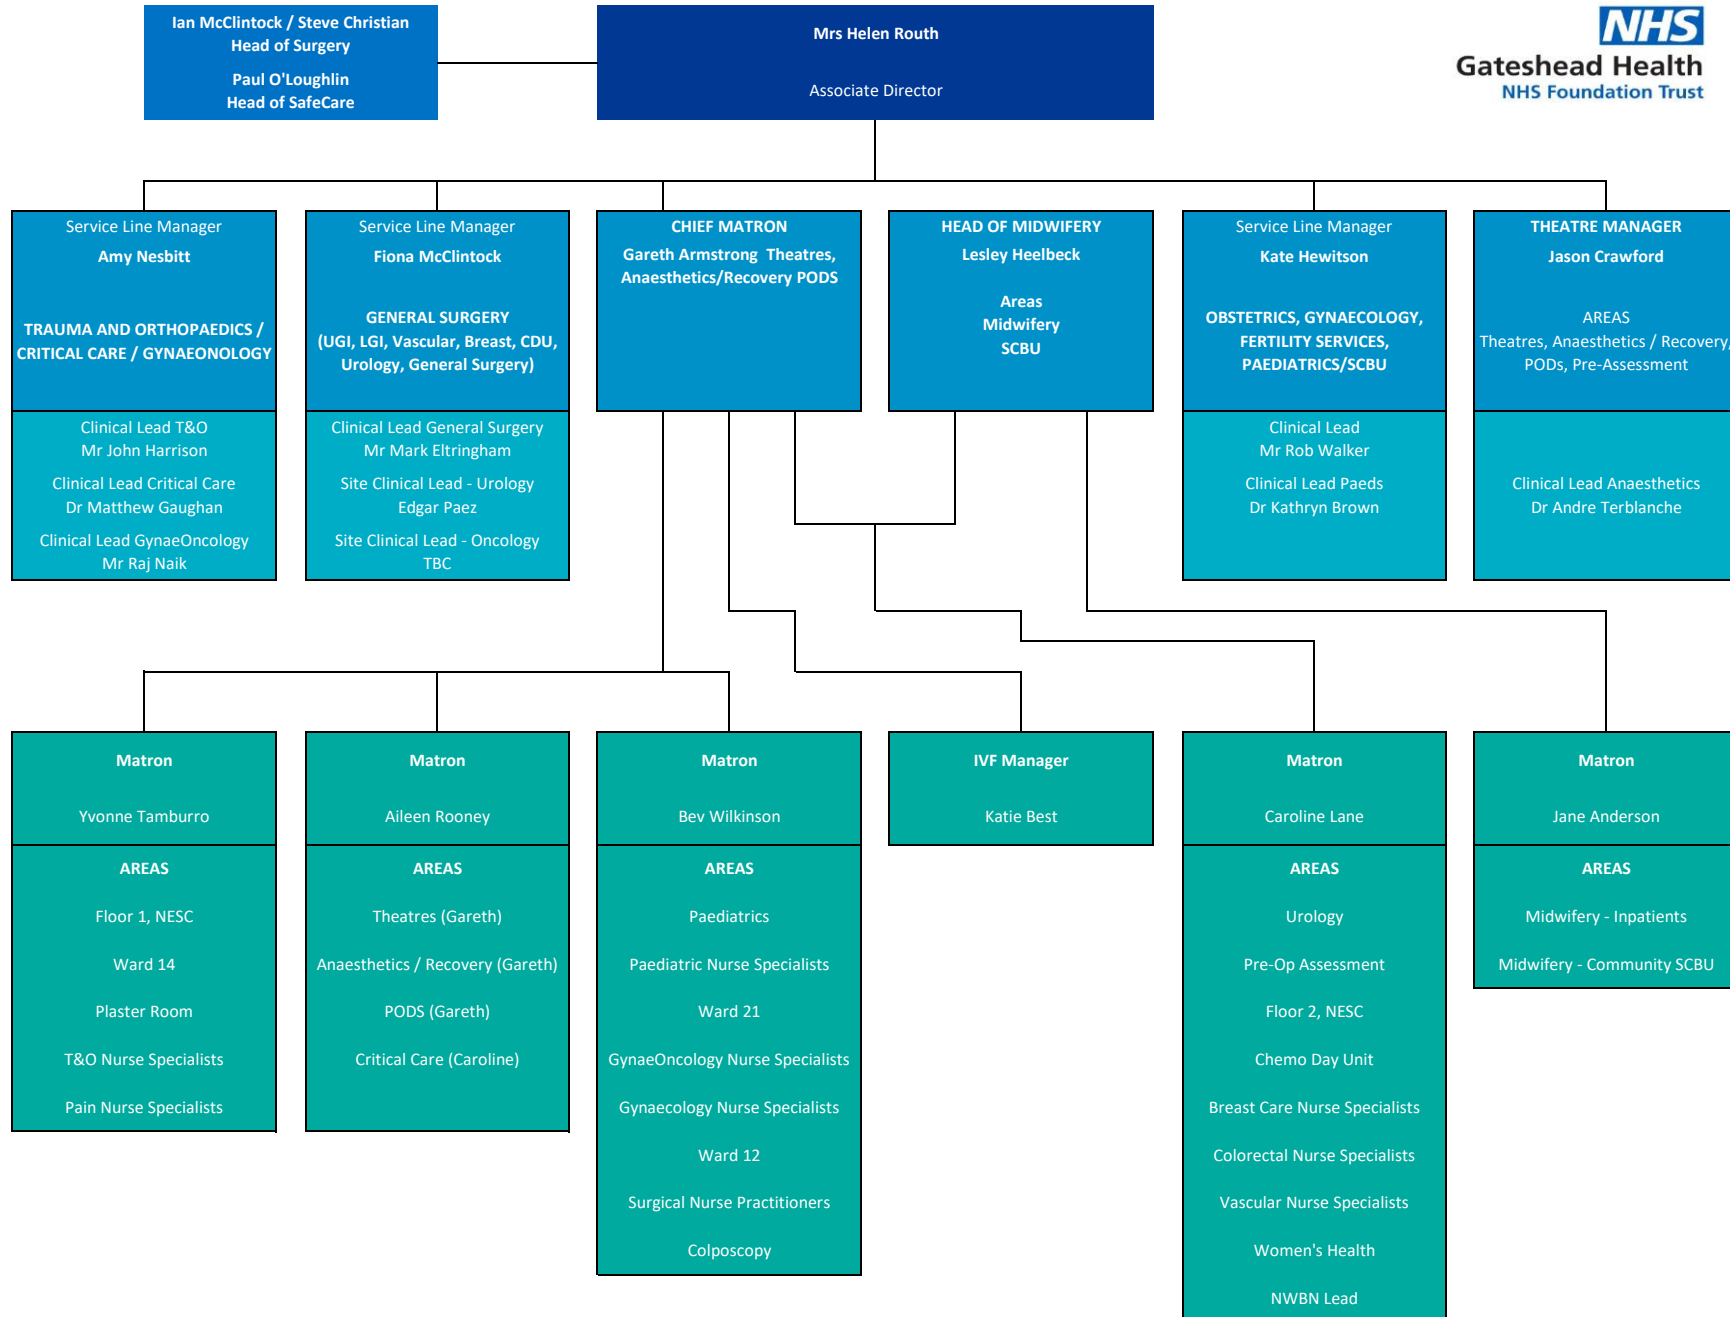 Ian McClintock / Steve Christian
Head of Surgery
Paul O'Loughlin
Head of SafeCare
Mrs Helen Routh
Associate Director
NHS
Gateshead Health
NHS Foundation Trust
Service Line Manager
Amy Nesbitt
TRAUMA AND ORTHOPAEDICS /
CRITICAL CARE / GYNAEONOLOGY
Clinical Lead T&O
Mr John Harrison
Clinical Lead Critical Care
Dr Matthew Gaughan
Clinical Lead GynaeOncology
Mr Raj Naik
Service Line Manager
Fiona McClintock
GENERAL SURGERY
(UGI, LGI, Vascular, Breast, CDU,
Urology, General Surgery)
Clinical Lead General Surgery
Mr Mark Eltringham
Site Clinical Lead - Urology
Edgar Paez
Site Clinical Lead - Oncology
TBC
CHIEF MATRON
Gareth Armstrong  Theatres,
Anaesthetics/Recovery PODS
HEAD OF MIDWIFERY
Lesley Heelbeck
Areas
Midwifery
SCBU
Service Line Manager
Kate Hewitson
OBSTETRICS, GYNAECOLOGY,
FERTILITY SERVICES,
PAEDIATRICS/SCBU
Clinical Lead
Mr Rob Walker
Clinical Lead Paeds
Dr Kathryn Brown
THEATRE MANAGER
Jason Crawford
AREAS
Theatres, Anaesthetics / Recovery,
PODs, Pre-Assessment
Clinical Lead Anaesthetics
Dr Andre Terblanche
Matron
Yvonne Tamburro
AREAS
Floor 1, NESC
Ward 14
Plaster Room
T&O Nurse Specialists
Pain Nurse Specialists
Matron
Aileen Rooney
AREAS
Theatres (Gareth)
Anaesthetics / Recovery (Gareth)
PODS (Gareth)
Critical Care (Caroline)
Matron
Bev Wilkinson
AREAS
Paediatrics
Paediatric Nurse Specialists
Ward 21
GynaeOncology Nurse Specialists
Gynaecology Nurse Specialists
Ward 12
Surgical Nurse Practitioners
Colposcopy
IVF Manager
Katie Best
Matron
Caroline Lane
AREAS
Urology
Pre-Op Assessment
Floor 2, NESC
Chemo Day Unit
Breast Care Nurse Specialists
Colorectal Nurse Specialists
Vascular Nurse Specialists
Women's Health
NWBN Lead
Matron
Jane Anderson
AREAS
Midwifery - Inpatients
Midwifery - Community SCBU